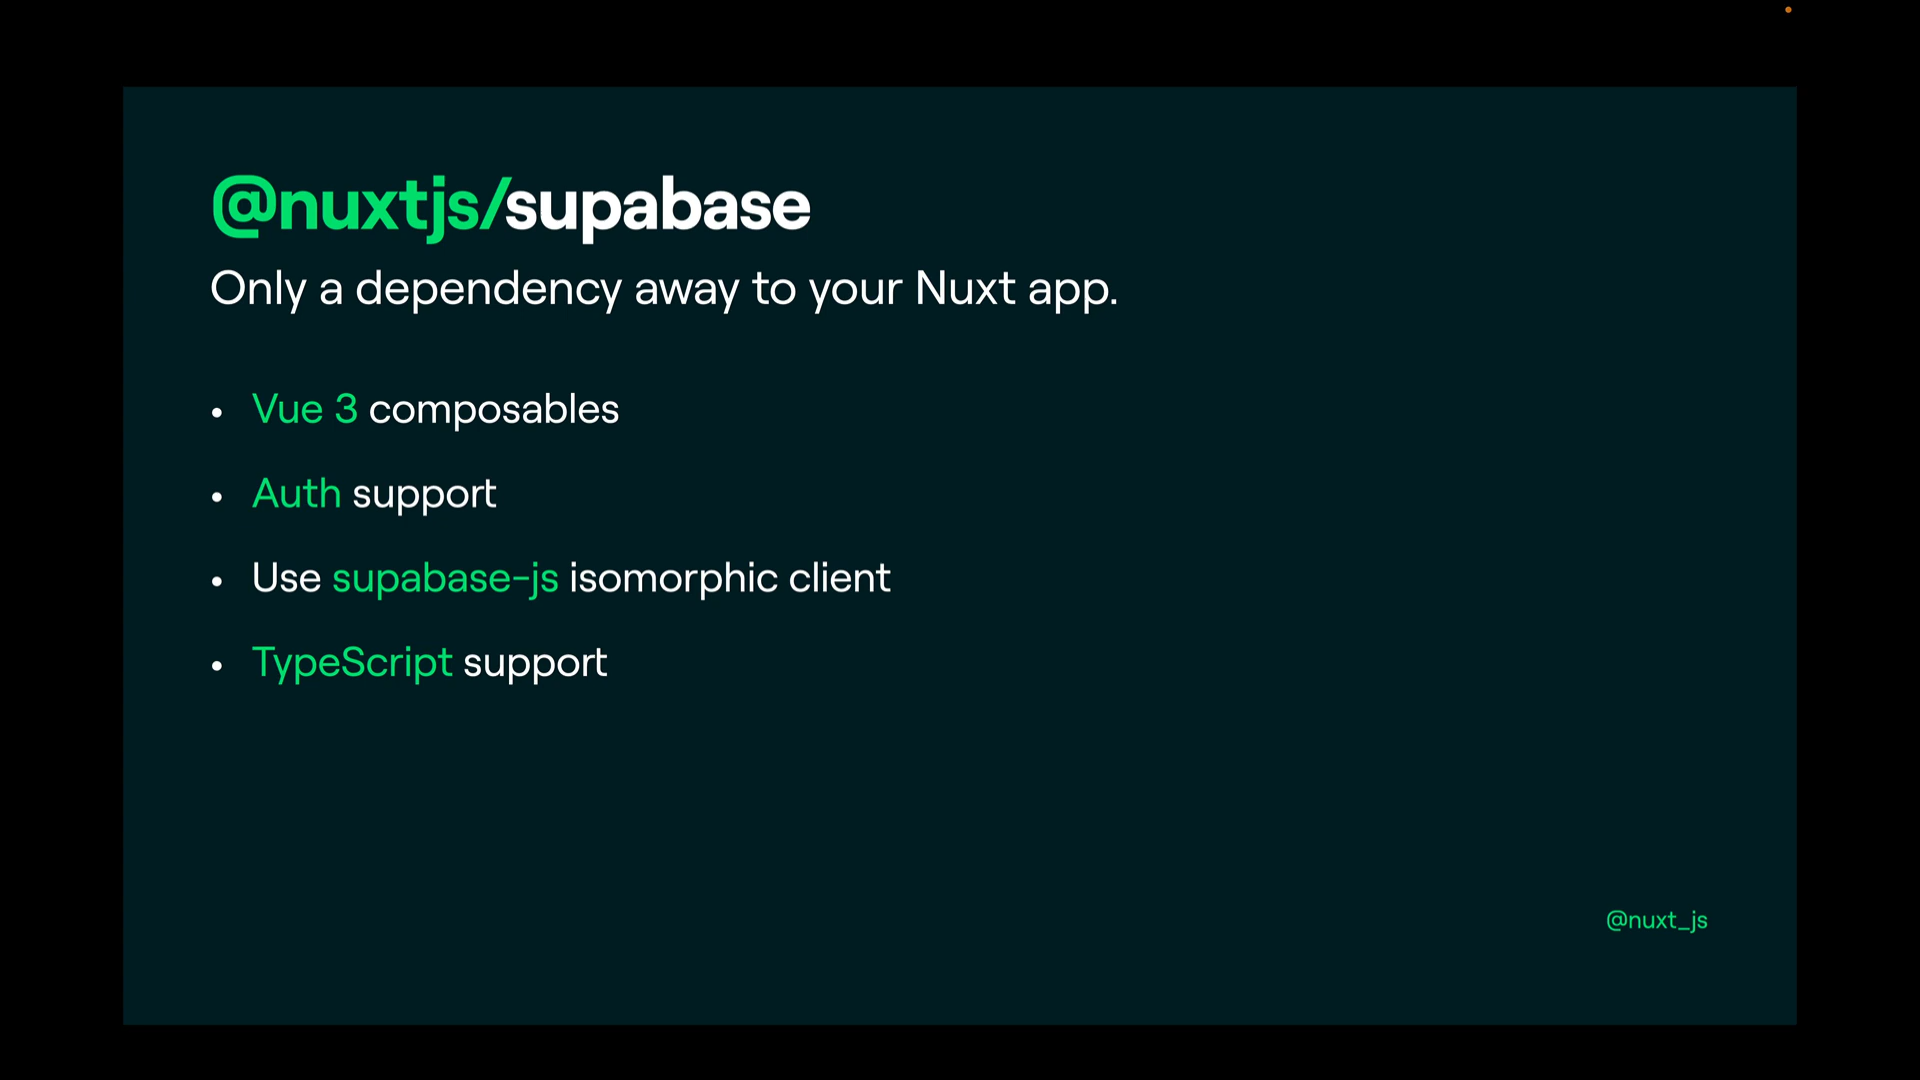 @nuxtjs/supabase
Only a dependency away to your Nuxt app.
• Vue 3 composables
• Auth support
• Use supabase-js isomorphic client
• TypeScript support
@nuxt_js